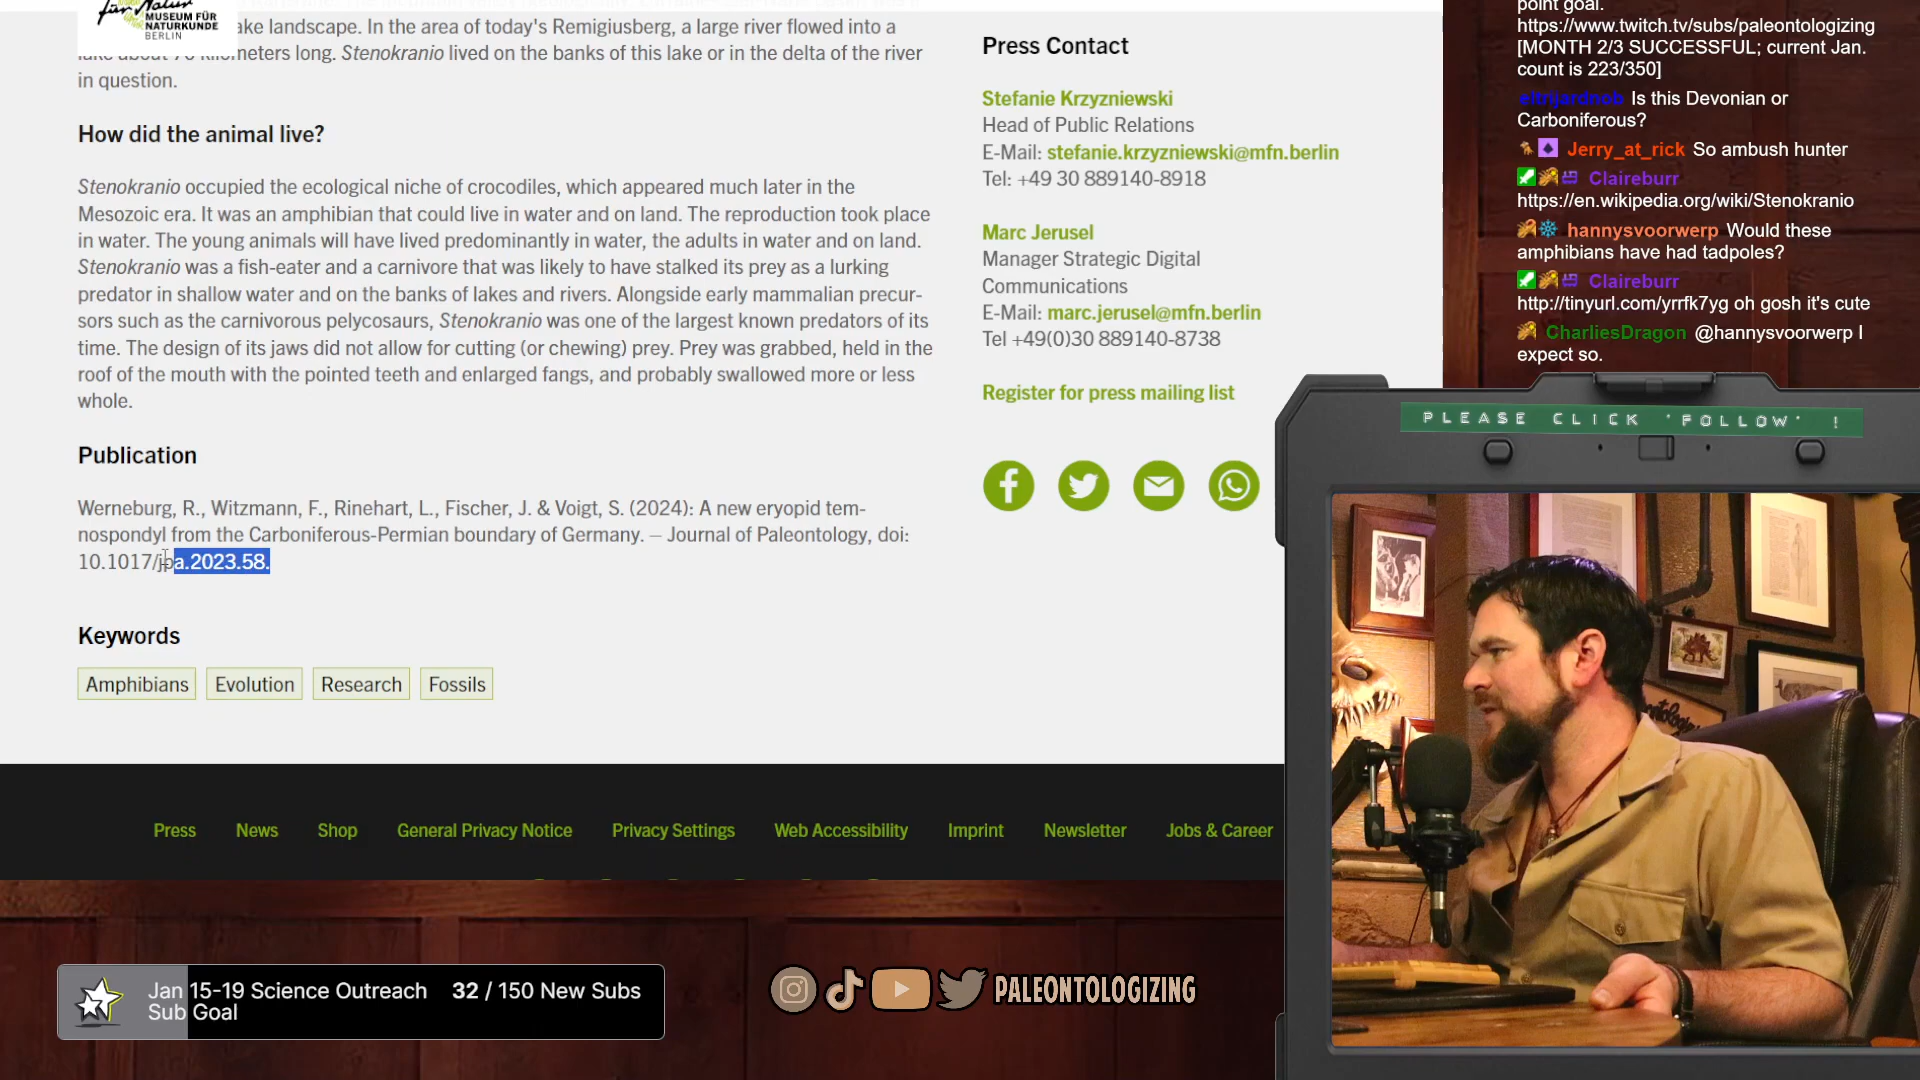 für Natur
MUSEUM FÜR
NATURKUNDE
BERLIN
ake landscape. In the area of today's Remigiusberg, a large river flowed into a
meters long. Stenokranio lived on the banks of this lake or in the delta of the river
in question.
How did the animal live?
Stenokranio occupied the ecological niche of crocodiles, which appeared much later in the
Mesozoic era. It was an amphibian that could live in water and on land. The reproduction took place
in water. The young animals will have lived predominantly in water, the adults in water and on land.
Stenokranio was a fish-eater and a carnivore that was likely to have stalked its prey as a lurking
predator in shallow water and on the banks of lakes and rivers. Alongside early mammalian precur-
sors such as the carnivorous pelycosaurs, Stenokranio was one of the largest known predators of its
time. The design of its jaws did not allow for cutting (or chewing) prey. Prey was grabbed, held in the
roof of the mouth with the pointed teeth and enlarged fangs, and probably swallowed more or less
whole.
Publication
Werneburg, R., Witzmann, F., Rinehart, L., Fischer, J. & Voigt, S. (2024): A new eryopid tem-
nospondyl from the Carboniferous-Permian boundary of Germany. – Journal of Paleontology, doi:
10.1017/jpa.2023.58.
Keywords
Amphibians Evolution Research Fossils
Press Contact
Stefanie Krzyzniewski
Head of Public Relations
E-Mail: stefanie.krzyzniewski@mfn.berlin
Tel: +49 30 889140-8918
Marc Jerusel
Manager Strategic Digital
Communications
E-Mail: marc.jerusel@mfn.berlin
Tel +49(0)30 889140-8738
Register for press mailing list
Press News Shop General Privacy Notice Privacy Settings Web Accessibility Imprint Newsletter Jobs & Career
point goal.
https://www.twitch.tv/subs/paleontologizing
[MONTH 2/3 SUCCESSFUL; current Jan.
count is 223/350]
eltrijardnob Is this Devonian or
Carboniferous?
Jerry_at_rick So ambush hunter
Claireburr
https://en.wikipedia.org/wiki/Stenokranio
hannysvoorwerp Would these
amphibians have had tadpoles?
Claireburr
http://tinyurl.com/yrrfk7yg oh gosh it's cute
CharliesDragon @hannysvoorwerp I
expect so.
PLEASE CLICK 'FOLLOW' !
Jan 15-19 Science Outreach 32 / 150 New Subs
Sub Goal
PALEONTOLOGIZING